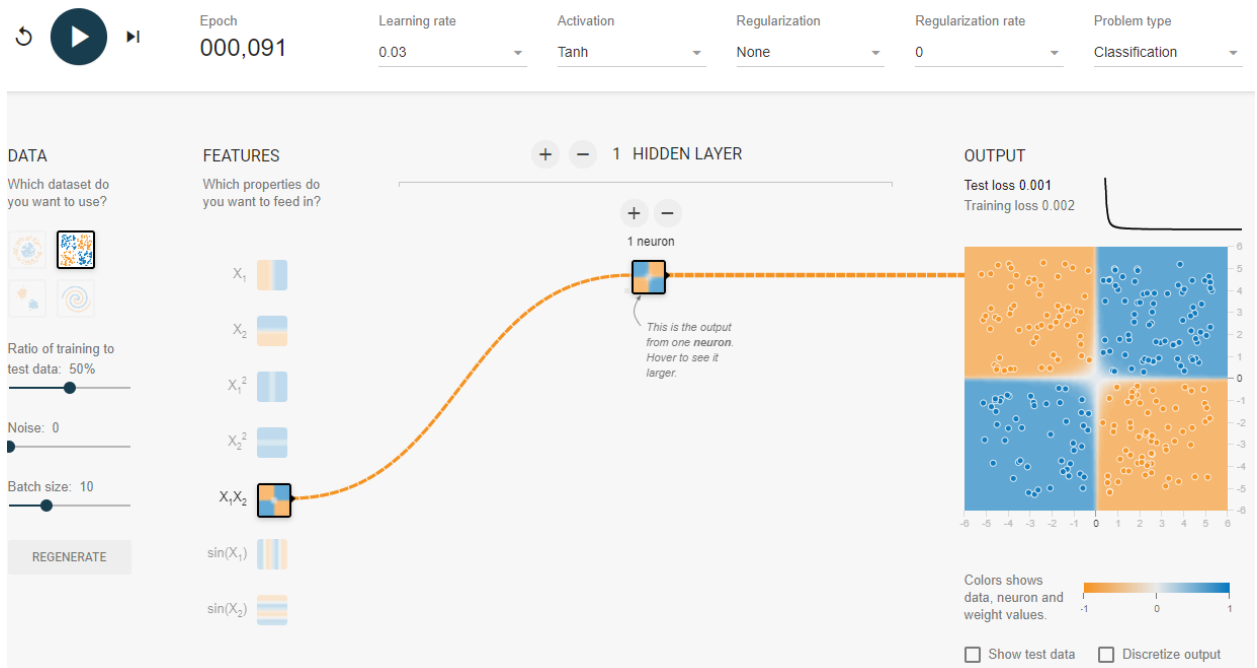 Epoch
000,091
Learning rate
0.03
Activation
Tanh
Regularization
None
Regularization rate
0
Problem type
Classification
DATA
Which dataset do
you want to use?
Ratio of training to
test data: 50%
Noise: 0
Batch size: 10
REGENERATE
FEATURES
Which properties do
you want to feed in?
X₁
X₂
X₁²
X₂²
X₁X₂
sin(X₁)
sin(X₂)
+ − 1 HIDDEN LAYER
+ −
1 neuron
This is the output
from one neuron.
Hover to see it
larger.
OUTPUT
Test loss 0.001
Training loss 0.002
6
5
4
3
2
1
0
-1
-2
-3
-4
-5
-6
-6 -5 -4 -3 -2 -1 0 1 2 3 4 5 6
Colors shows
data, neuron and
weight values.
-1 0 1
Show test data
Discretize output